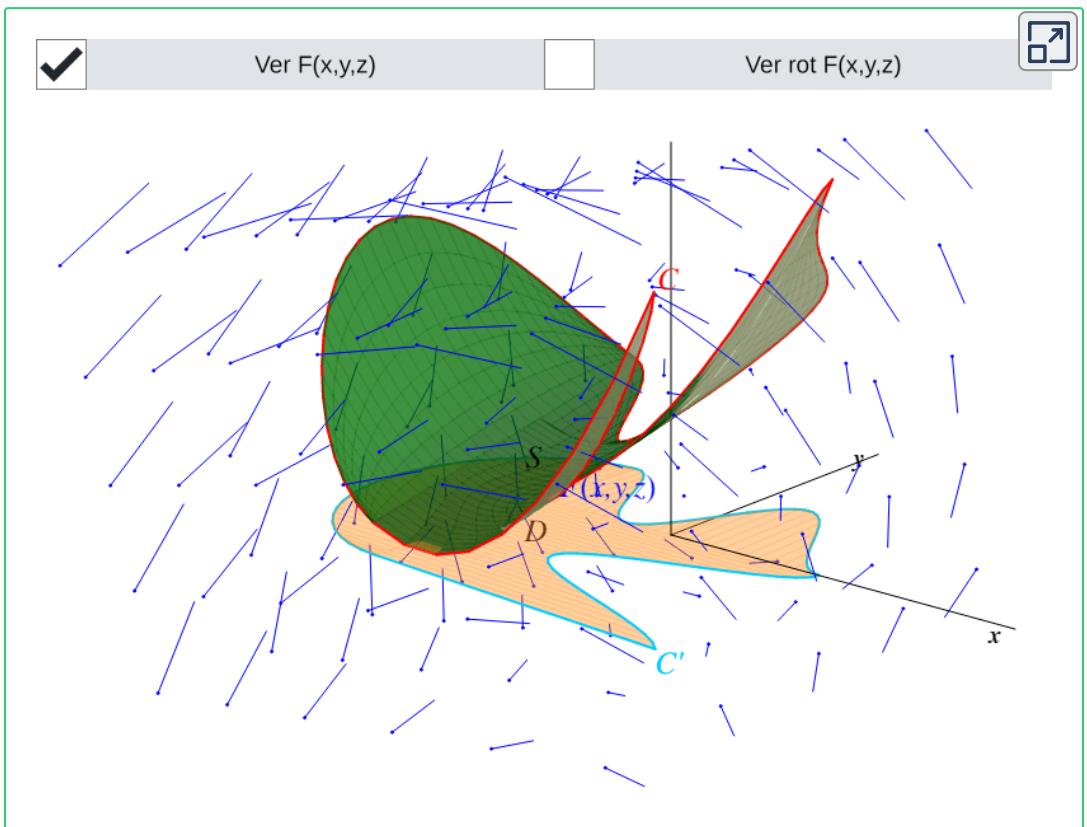 Ver F(x,y,z)
Ver rot F(x,y,z)
C
S
y
F(x,y,z)
D
x
C'